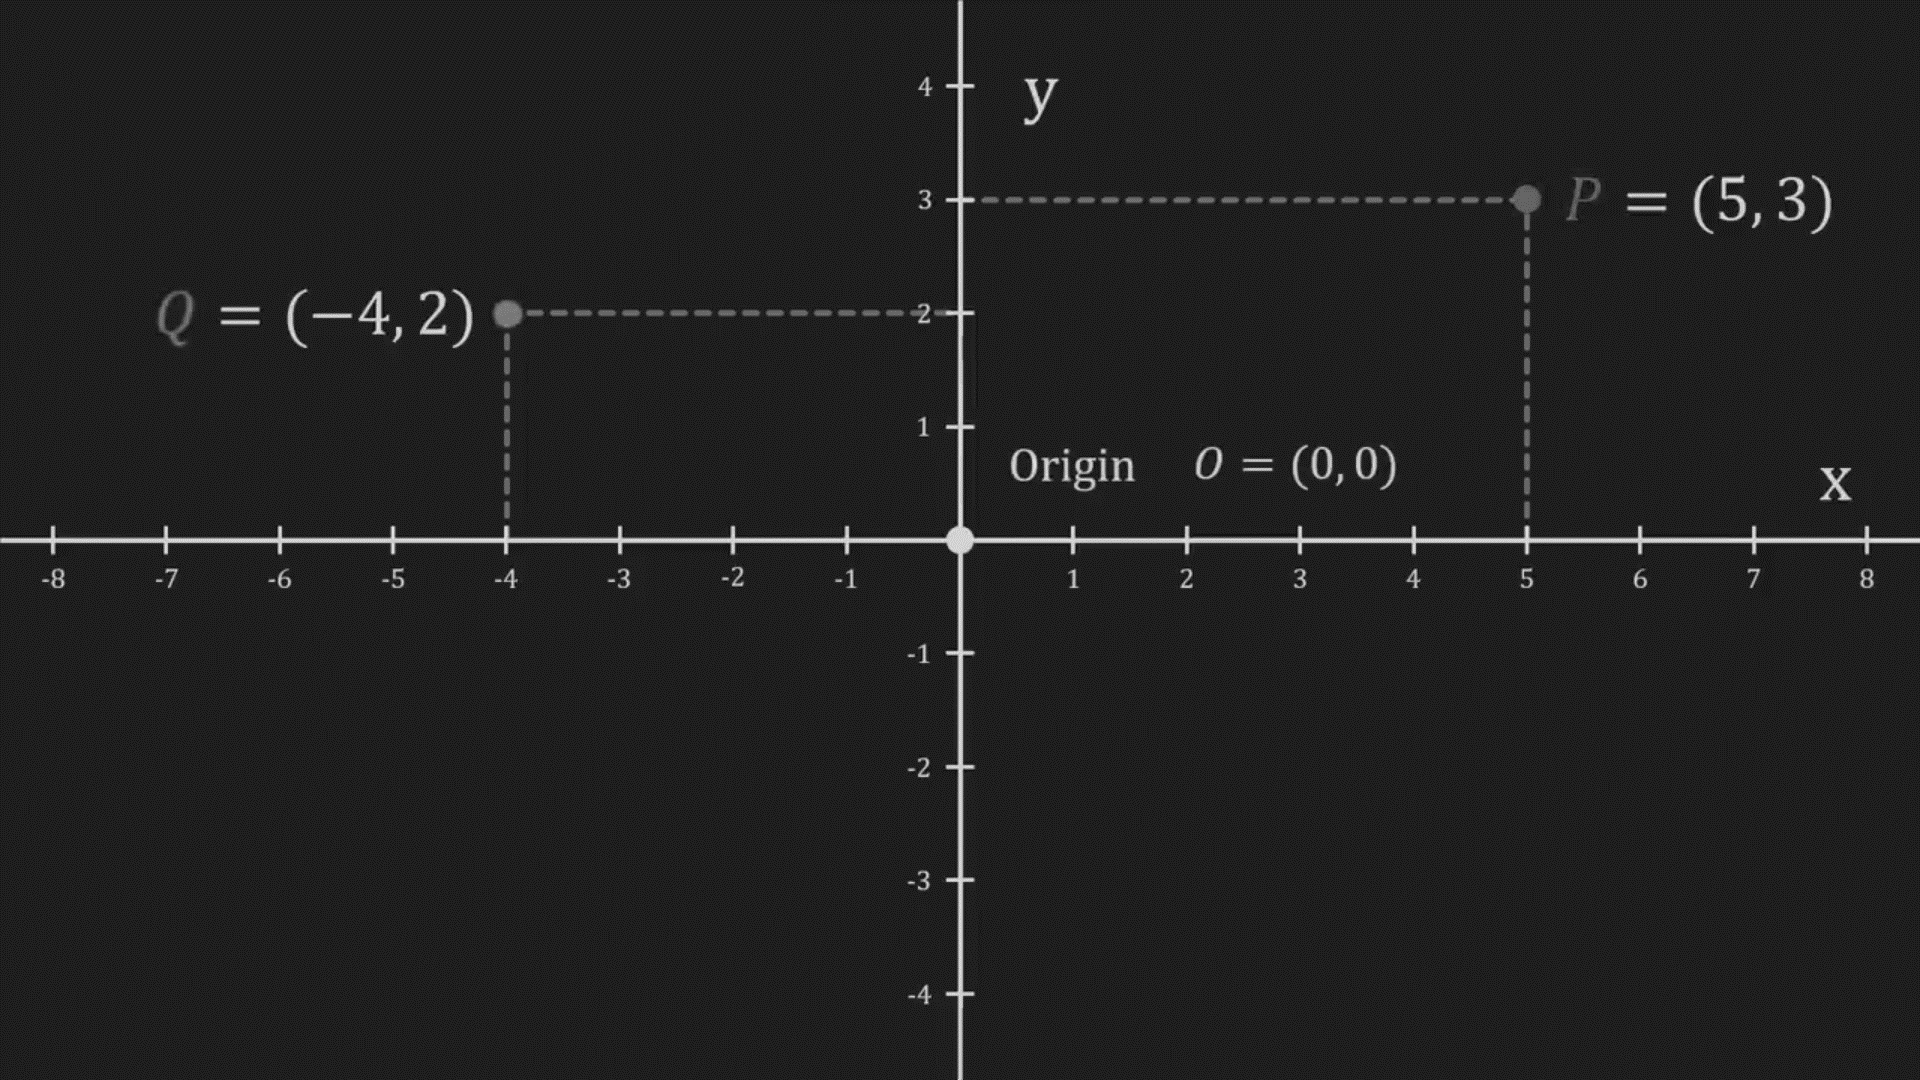 4
y
3
P = (5, 3)
Q = (−4, 2)
2
1
Origin O = (0, 0)
x
-8 -7 -6 -5 -4 -3 -2 -1 1 2 3 4 5 6 7 8
-1
-2
-3
-4